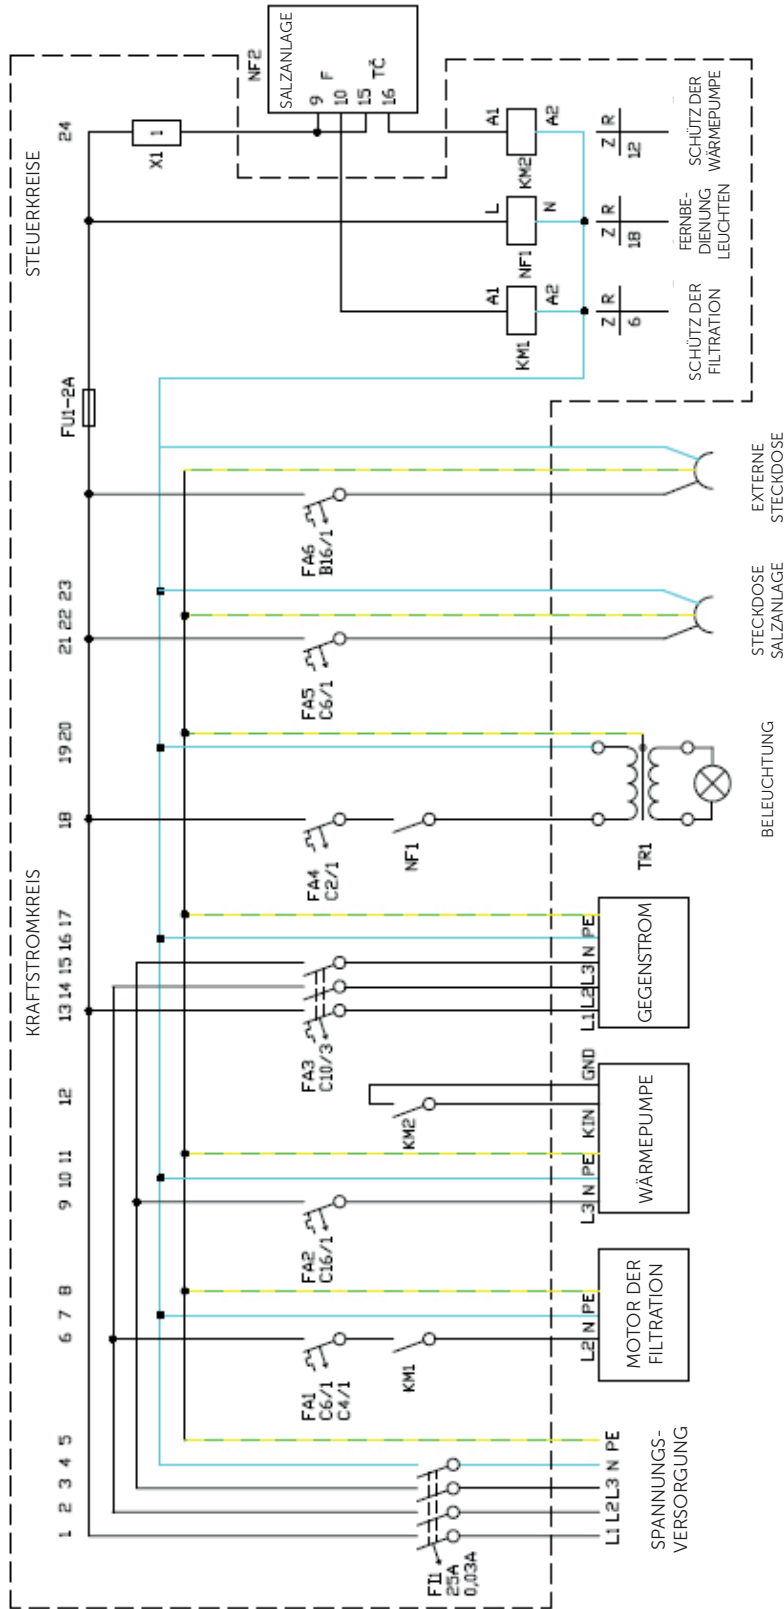 KRAFTSTROMKREIS
STEUERKREISE
1 2 3 4 5 6 7 8 9 10 11 12 13 14 15 16 17 18 19 20 21 22 23 24
FI1
25A
0,03A
L1 L2 L3 N PE
SPANNUNGS-
VERSORGUNG
FA1
C6/1
C4/1
KM1
L2 N PE
MOTOR DER
FILTRATION
FA2
C16/1
KM2
L3 N PE KIN GND
WÄRMEPUMPE
FA3
C10/3
L1 L2 L3 N PE
GEGENSTROM
FA4
C2/1
NF1
TR1
BELEUCHTUNG
FA5
C6/1
STECKDOSE
SALZANLAGE
FA6
B16/1
EXTERNE
STECKDOSE
FU1-2A
A1
KM1
A2
Z R
6
SCHÜTZ DER
FILTRATION
L
NF1
N
Z R
18
FERNBE-
DIENUNG
LEUCHTEN
X1
1
A1
KM2
A2
Z R
12
SCHÜTZ DER
WÄRMEPUMPE
NF2
SALZANLAGE
F
TČ
9 10 15 16